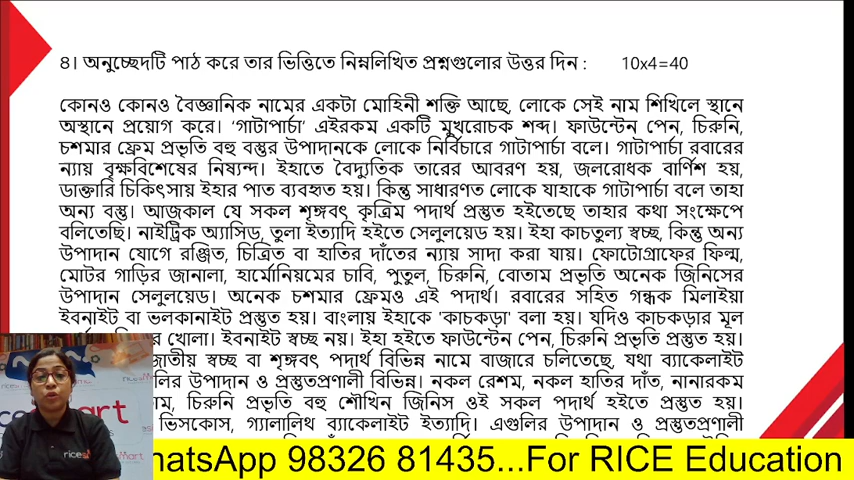 ৪। অনুচ্ছেদটি পাঠ করে তার ভিত্তিতে নিম্নলিখিত প্রশ্নগুলোর উত্তর দিন : 10x4=40
কোনও কোনও বৈজ্ঞানিক নামের একটা মোহিনী শক্তি আছে, লোকে সেই নাম শিখিলে স্থানে
অস্থানে প্রয়োগ করে। ‘গাটাপার্চা’ এইরকম একটি মুখরোচক শব্দ। ফাউন্টেন পেন, চিরুনি,
চশমার ফ্রেম প্রভৃতি বহু বস্তুর উপাদানকে লোকে নির্বিচারে গাটাপার্চা বলে। গাটাপার্চা রবারের
ন্যায় বৃক্ষবিশেষের নিষ্যন্দ। ইহাতে বৈদ্যুতিক তারের আবরণ হয়, জলরোধক বার্ণিশ হয়,
ডাক্তারি চিকিৎসায় ইহার পাত ব্যবহৃত হয়। কিন্তু সাধারণত লোকে যাহাকে গাটাপার্চা বলে তাহা
অন্য বস্তু। আজকাল যে সকল শৃঙ্গবৎ কৃত্রিম পদার্থ প্রস্তুত হইতেছে তাহার কথা সংক্ষেপে
বলিতেছি। নাইট্রিক অ্যাসিড, তুলা ইত্যাদি হইতে সেলুলয়েড হয়। ইহা কাচতুল্য স্বচ্ছ, কিন্তু অন্য
উপাদান যোগে রঞ্জিত, চিত্রিত বা হাতির দাঁতের ন্যায় সাদা করা যায়। ফোটোগ্রাফের ফিল্ম,
মোটর গাড়ির জানালা, হার্মোনিয়মের চাবি, পুতুল, চিরুনি, বোতাম প্রভৃতি অনেক জিনিসের
উপাদান সেলুলয়েড। অনেক চশমার ফ্রেমও এই পদার্থ। রবারের সহিত গন্ধক মিলাইয়া
ইবনাইট বা ভলকানাইট প্রস্তুত হয়। বাংলায় ইহাকে ‘কাচকড়া’ বলা হয়। যদিও কাচকড়ার মূল
খোলা। ইবনাইট স্বচ্ছ নয়। ইহা হইতে ফাউন্টেন পেন, চিরুনি প্রভৃতি প্রস্তুত হয়।
জাতীয় স্বচ্ছ বা শৃঙ্গবৎ পদার্থ বিভিন্ন নামে বাজারে চলিতেছে, যথা ব্যাকেলাইট
উপাদান ও প্রস্তুতপ্রণালী বিভিন্ন। নকল রেশম, নকল হাতির দাঁত, নানারকম
চিরুনি প্রভৃতি বহু শৌখিন জিনিস ওই সকল পদার্থ হইতে প্রস্তুত হয়।
ভিসকোস, গ্যালালিথ ব্যাকেলাইট ইত্যাদি। এগুলির উপাদান ও প্রস্তুতপ্রণালী
hatsApp 98326 81435...For RICE Education